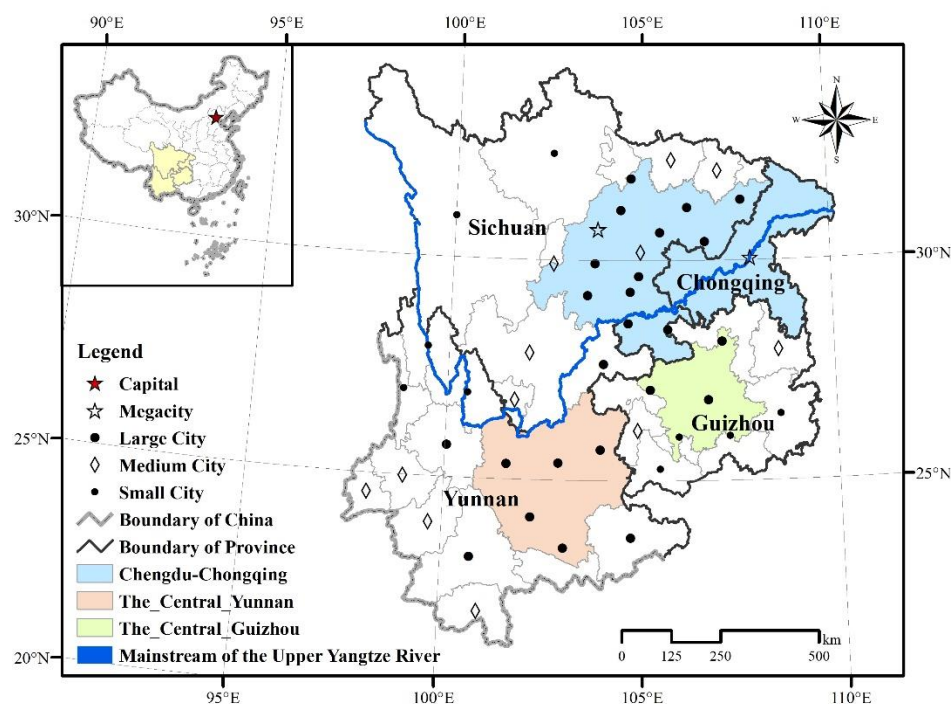 90°E
95°E
100°E
105°E
110°E
N
W
E
S
30°N
30°N
Sichuan
Chongqing
Legend
Capital
Megacity
Large City
Medium City
Small City
Boundary of China
Boundary of Province
Chengdu-Chongqing
The_Central_Yunnan
The_Central_Guizhou
Mainstream of the Upper Yangtze River
Guizhou
25°N
25°N
Yunnan
km
0
125
250
500
20°N
95°E
100°E
105°E
110°E